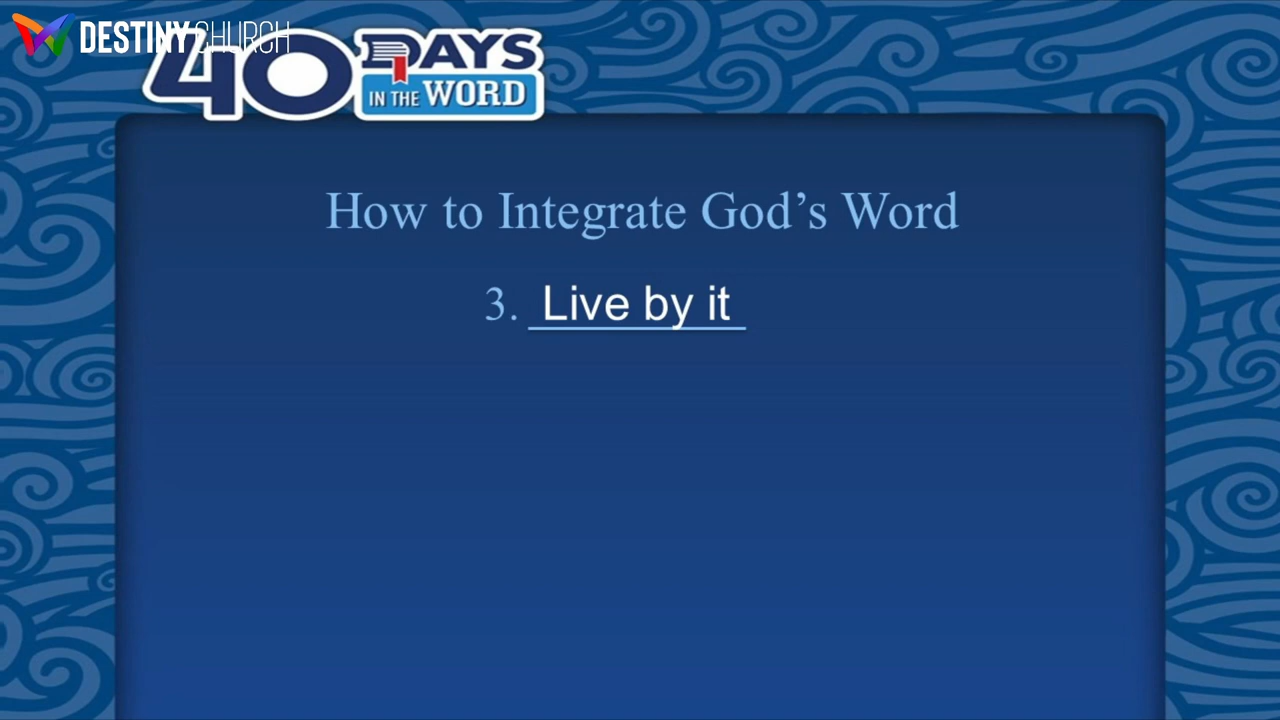 DESTINY CHURCH
40 DAYS
IN THE WORD
How to Integrate God’s Word
3. Live by it